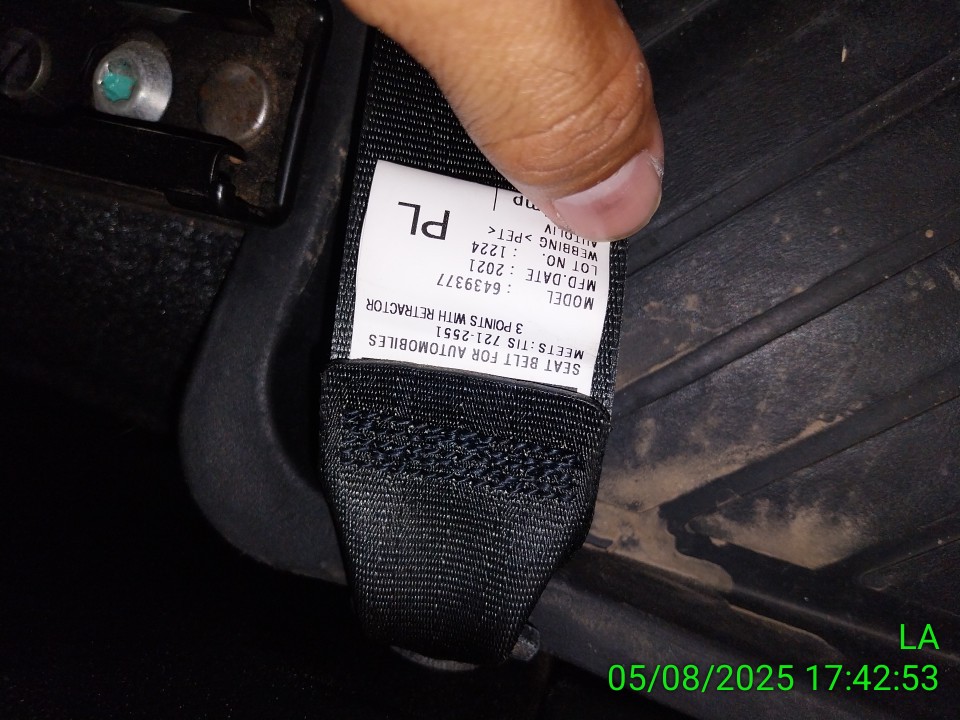 SEAT BELT FOR AUTOMOBILES
MEETS : TIS 721-2551
3 POINTS WITH RETRACTOR
MODEL : 6439377
MFD.DATE : 2021
LOT NO. : 1224
WEBBING >PET<
AUTOLIV
PL
LA
05/08/2025 17:42:53